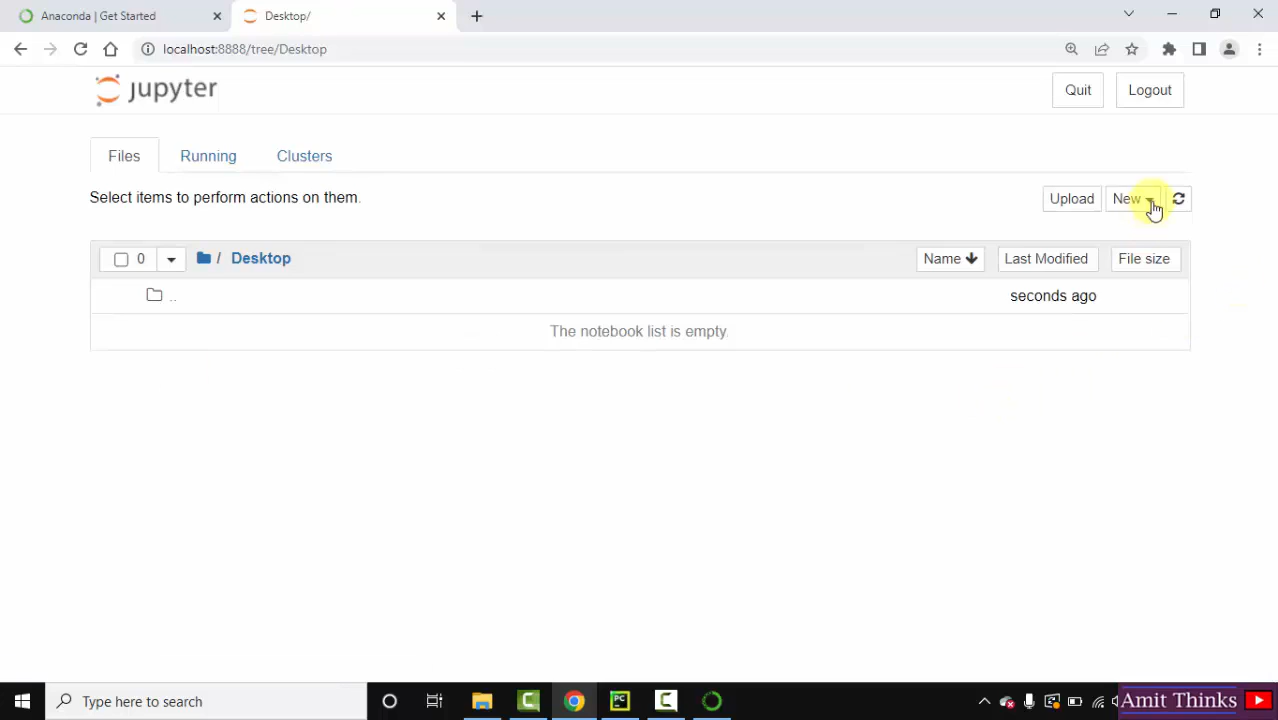 Anaconda | Get Started
Desktop/
localhost:8888/tree/Desktop
jupyter
Quit
Logout
Files
Running
Clusters
Select items to perform actions on them.
Upload
New
0
/ Desktop
Name
Last Modified
File size
..
seconds ago
The notebook list is empty.
Type here to search
PC
Amit Thinks